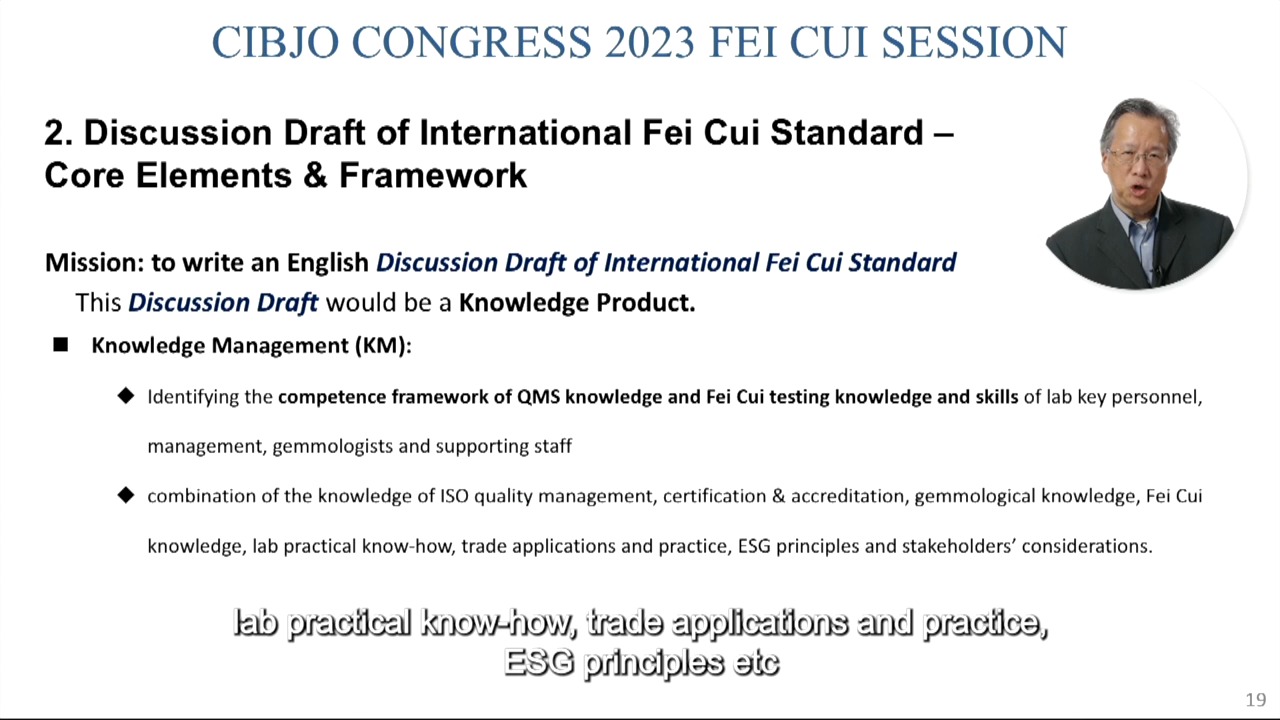 CIBJO CONGRESS 2023 FEI CUI SESSION
2. Discussion Draft of International Fei Cui Standard –
Core Elements & Framework
Mission: to write an English Discussion Draft of International Fei Cui Standard
This Discussion Draft would be a Knowledge Product.
■ Knowledge Management (KM):
◆ Identifying the competence framework of QMS knowledge and Fei Cui testing knowledge and skills of lab key personnel,
management, gemmologists and supporting staff
◆ combination of the knowledge of ISO quality management, certification & accreditation, gemmological knowledge, Fei Cui
knowledge, lab practical know-how, trade applications and practice, ESG principles and stakeholders’ considerations.
lab practical know-how, trade applications and practice,
ESG principles etc
19